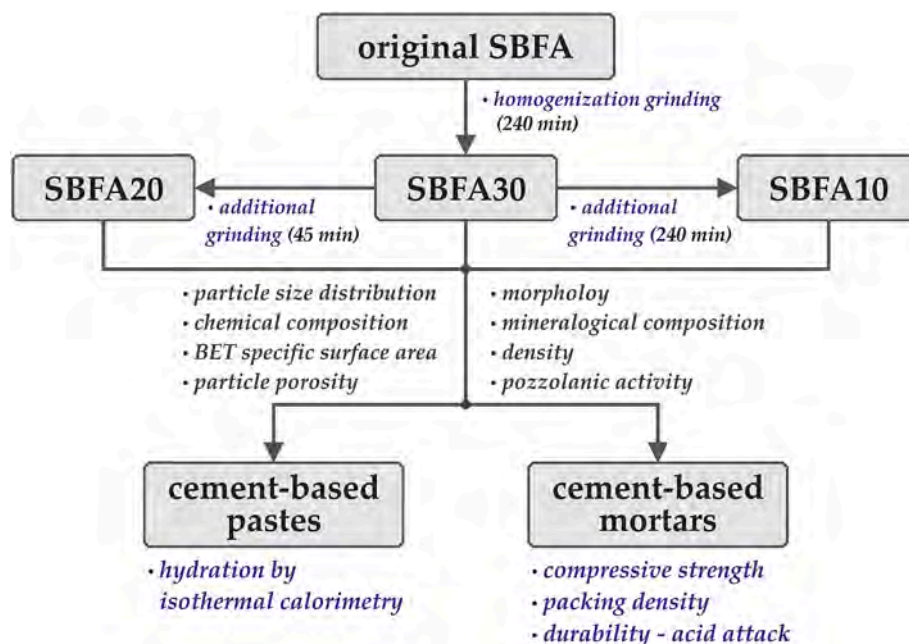 original SBFA
• homogenization grinding
(240 min)
SBFA20
SBFA30
SBFA10
• additional
grinding (45 min)
• additional
grinding (240 min)
• particle size distribution
• chemical composition
• BET specific surface area
• particle porosity
• morpholoy
• mineralogical composition
• density
• pozzolanic activity
cement-based
pastes
cement-based
mortars
• hydration by
isothermal calorimetry
• compressive strength
• packing density
• durability - acid attack